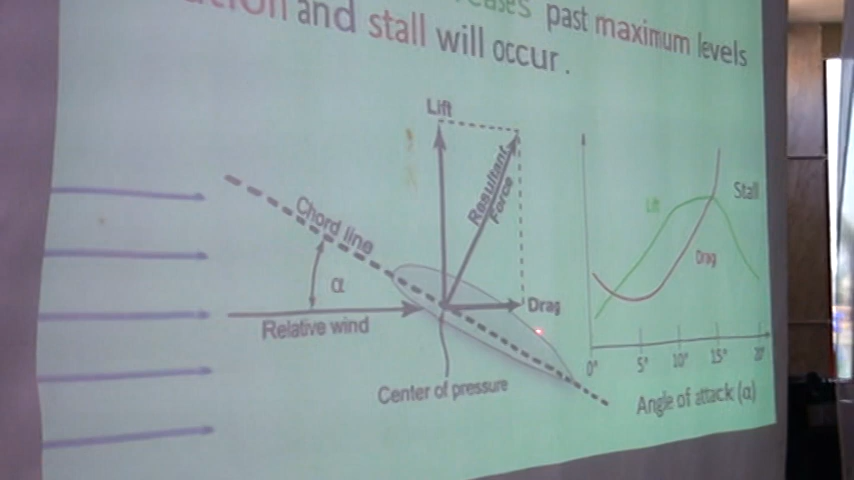 past maximum levels
and stall will occur.
Lift
Resultant
Force
Chord line
α
Relative wind
Drag
Center of pressure
Lift
Stall
Drag
0° 5° 10° 15° 20°
Angle of attack (α)